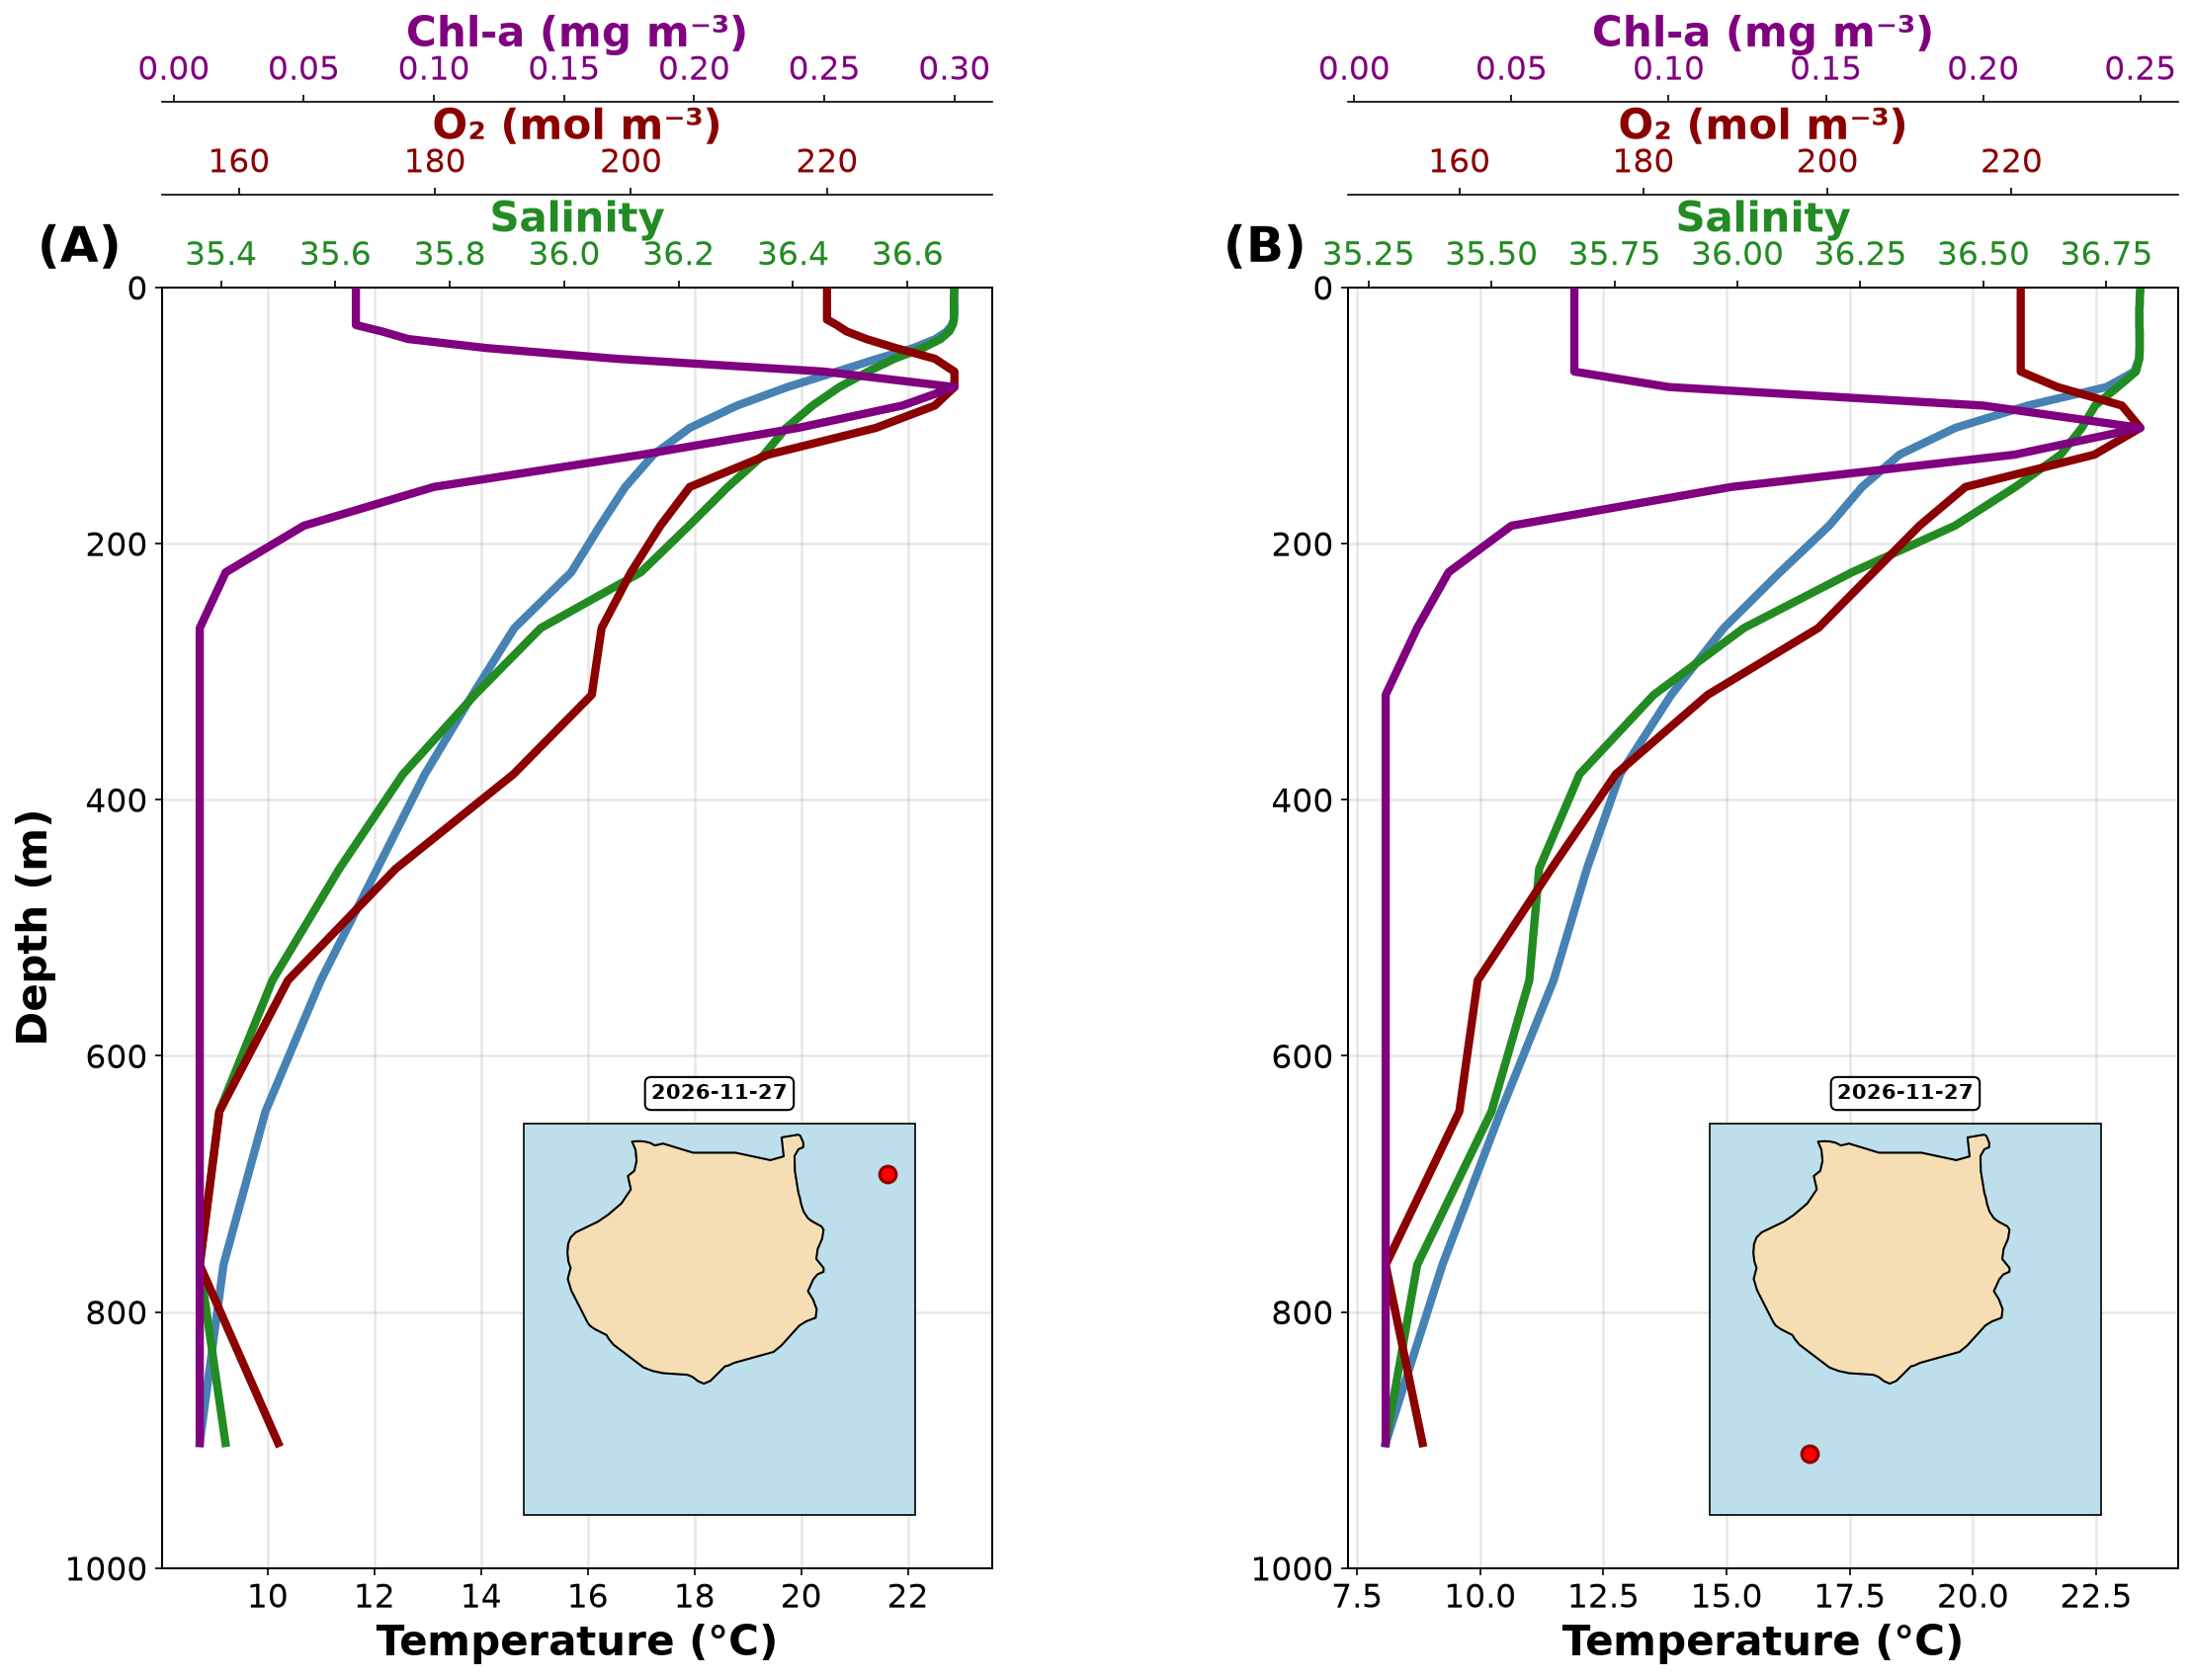 Chl-a (mg m⁻³)
0.00 0.05 0.10 0.15 0.20 0.25 0.30
O₂ (mol m⁻³)
160 180 200 220
Salinity
(A)
35.4 35.6 35.8 36.0 36.2 36.4 36.6
0
200
400
600
800
1000
Depth (m)
2026-11-27
10 12 14 16 18 20 22
Temperature (°C)
Chl-a (mg m⁻³)
0.00 0.05 0.10 0.15 0.20 0.25
O₂ (mol m⁻³)
160 180 200 220
Salinity
(B)
35.25 35.50 35.75 36.00 36.25 36.50 36.75
0
200
400
600
800
1000
2026-11-27
7.5 10.0 12.5 15.0 17.5 20.0 22.5
Temperature (°C)